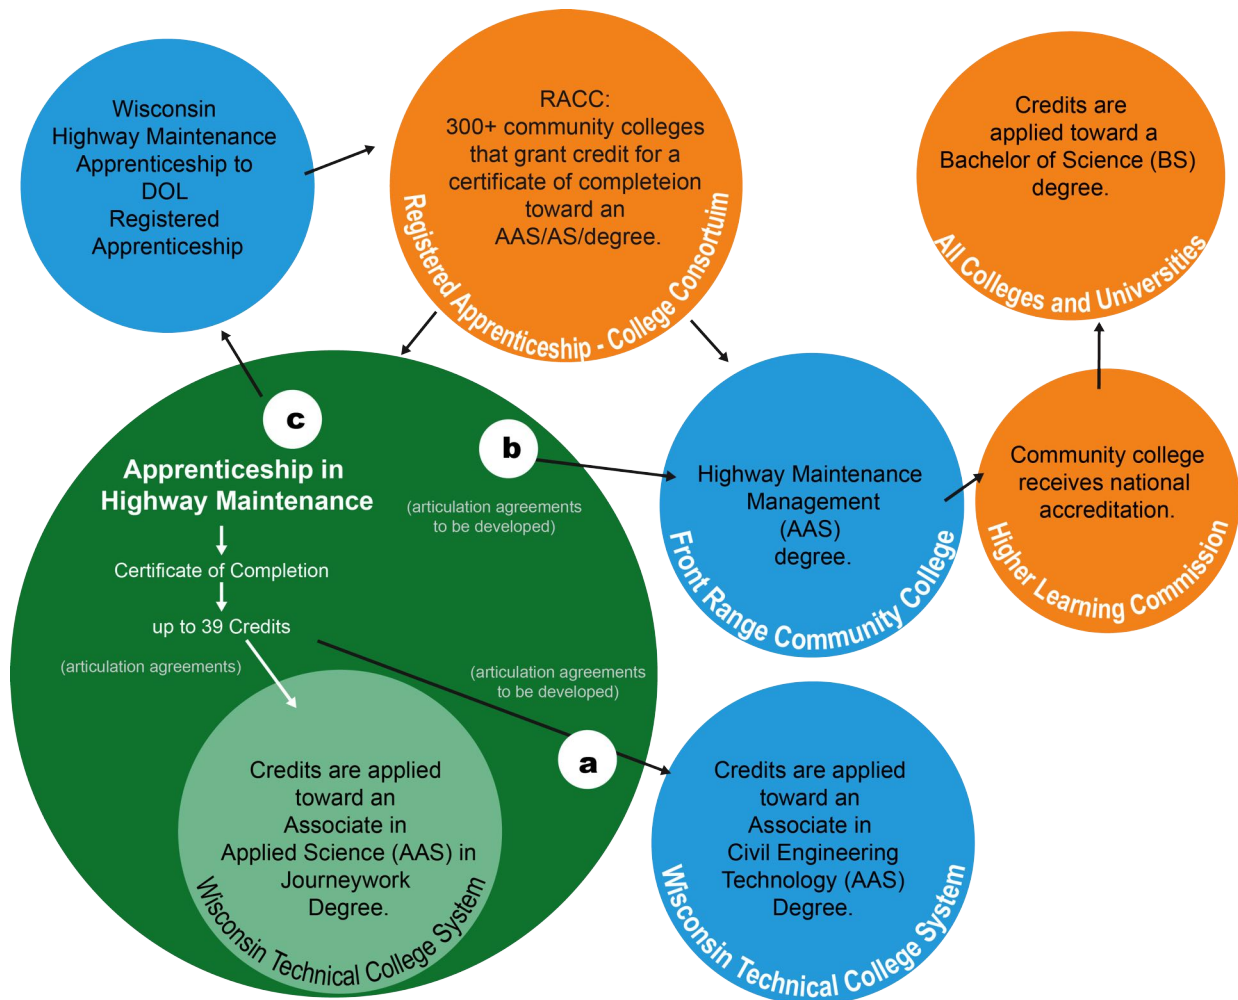 Wisconsin
Highway Maintenance
Apprenticeship to
DOL
Registered
Apprenticeship
RACC:
300+ community colleges
that grant credit for a
certificate of completeion
toward an
AAS/AS/degree.
Registered Apprenticeship - College Consortuim
Credits are
applied toward a
Bachelor of Science (BS)
degree.
All Colleges and Universities
c
Apprenticeship in
Highway Maintenance
Certificate of Completion
up to 39 Credits
(articulation agreements)
b
(articulation agreements
to be developed)
Highway Maintenance
Management
(AAS)
degree.
Front Range Community College
Community college
receives national
accreditation.
Higher Learning Commission
(articulation agreements
to be developed)
a
Credits are applied
toward an
Associate in
Applied Science (AAS) in
Journeywork
Degree.
Wisconsin Technical College System
Credits are applied
toward an
Associate in
Civil Engineering
Technology (AAS)
Degree.
Wisconsin Technical College System